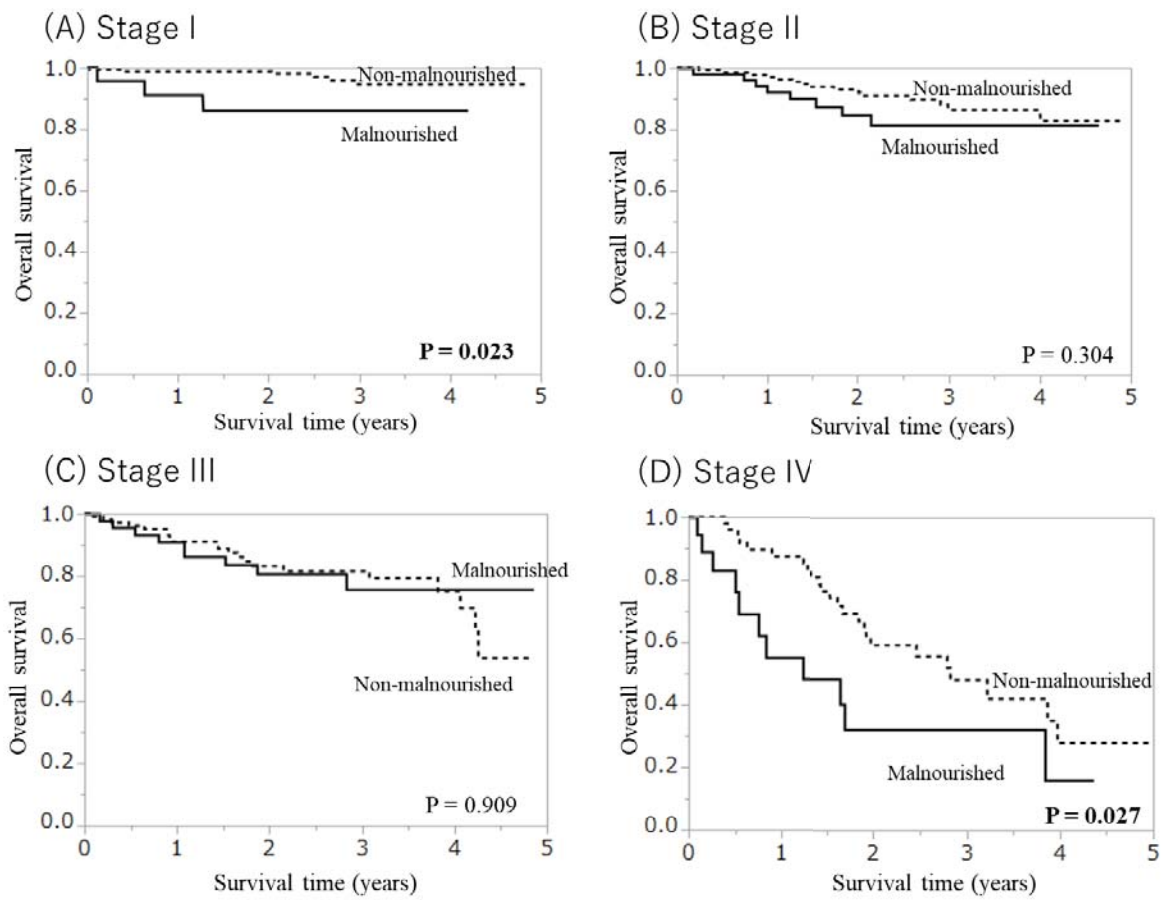 (A) Stage I
1.0
0.8
0.6
0.4
0.2
0.0
Overall survival
Non-malnourished
Malnourished
P = 0.023
0 1 2 3 4 5
Survival time (years)
(B) Stage II
1.0
0.8
0.6
0.4
0.2
0.0
Overall survival
Non-malnourished
Malnourished
P = 0.304
0 1 2 3 4 5
Survival time (years)
(C) Stage III
1.0
0.8
0.6
0.4
0.2
0.0
Overall survival
Malnourished
Non-malnourished
P = 0.909
0 1 2 3 4 5
Survival time (years)
(D) Stage IV
1.0
0.8
0.6
0.4
0.2
0.0
Overall survival
Non-malnourished
Malnourished
P = 0.027
0 1 2 3 4 5
Survival time (years)